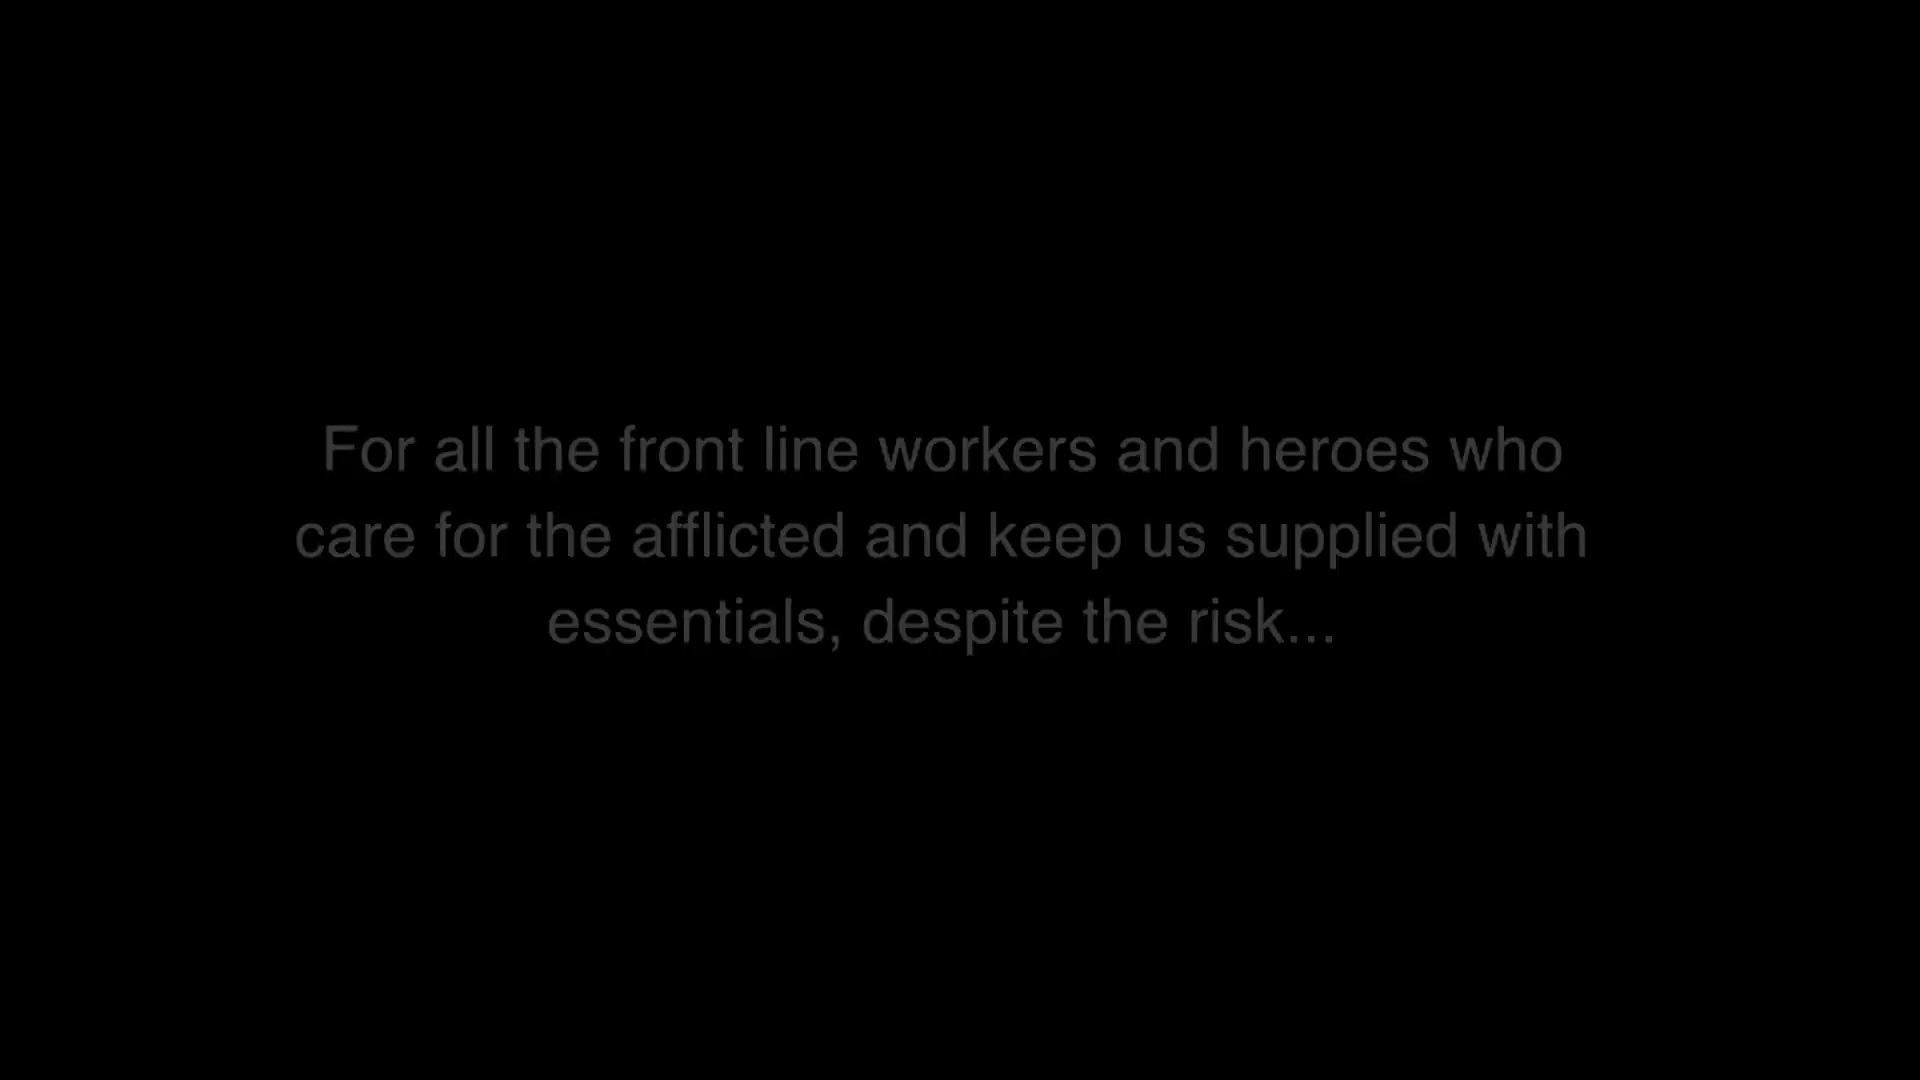 For all the front line workers and heroes who
care for the afflicted and keep us supplied with
essentials, despite the risk...